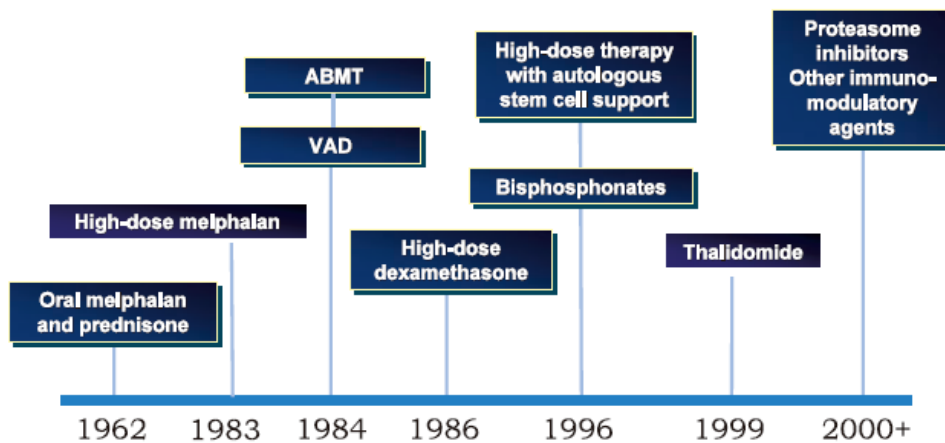 ABMT
VAD
High-dose melphalan
Oral melphalan
and prednisone
High-dose
dexamethasone
High-dose therapy
with autologous
stem cell support
Bisphosphonates
Thalidomide
Proteasome
inhibitors
Other immuno-
modulatory
agents
1962 1983 1984 1986 1996 1999 2000+